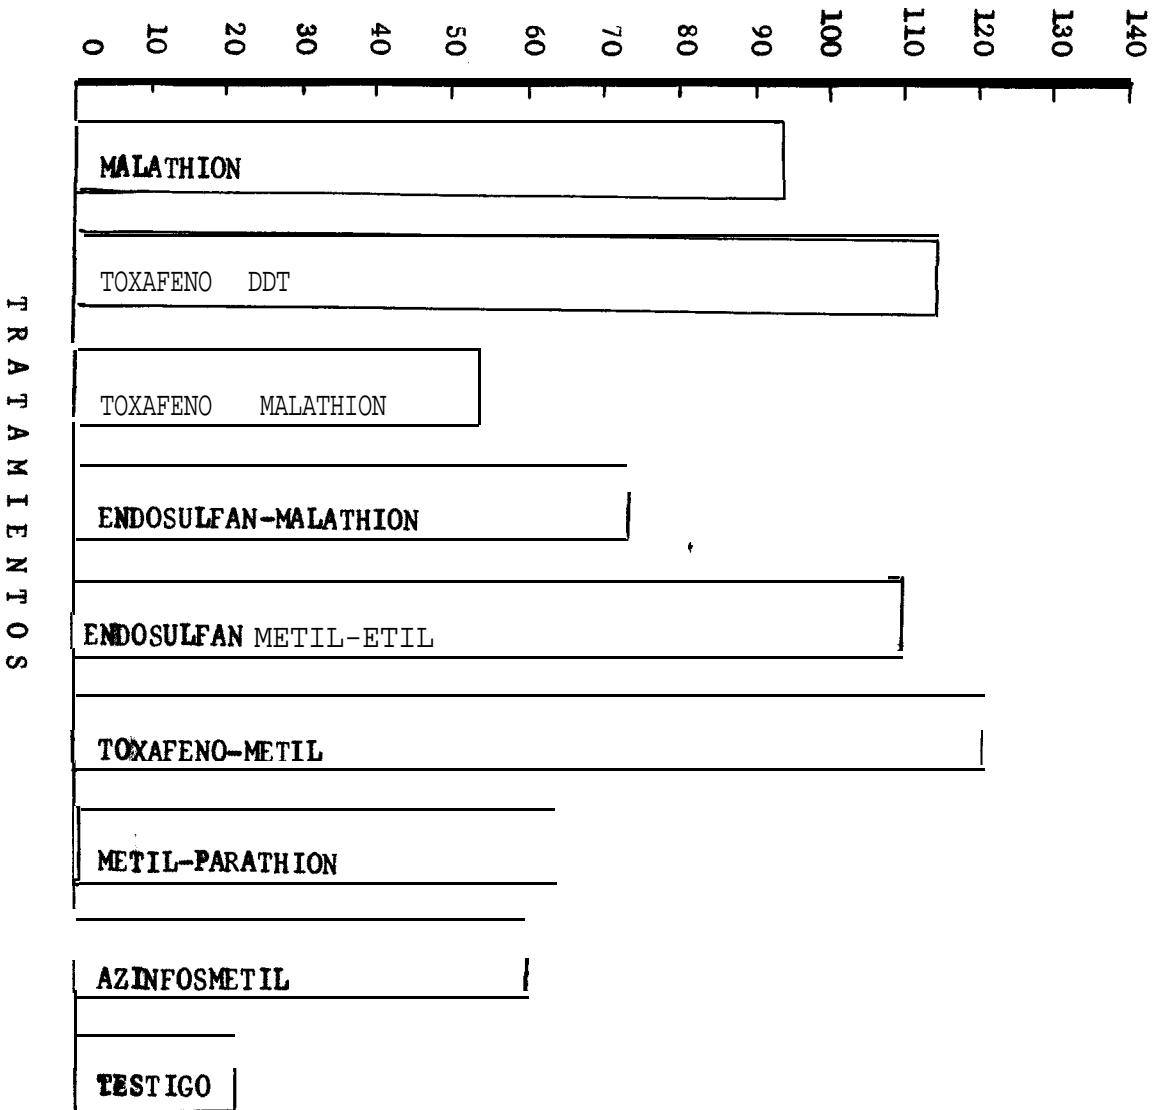 0 10 20 30 40 50 60 70 80 90 100 110 120 130 140
TRATAMIENTOS
MALATHION
TOXAFENO DDT
TOXAFENO MALATHION
ENDOSULFAN-MALATHION
ENDOSULFAN METIL-ETIL
TOXAFENO-METIL
METIL-PARATHION
AZINFOSMETIL
TESTIGO